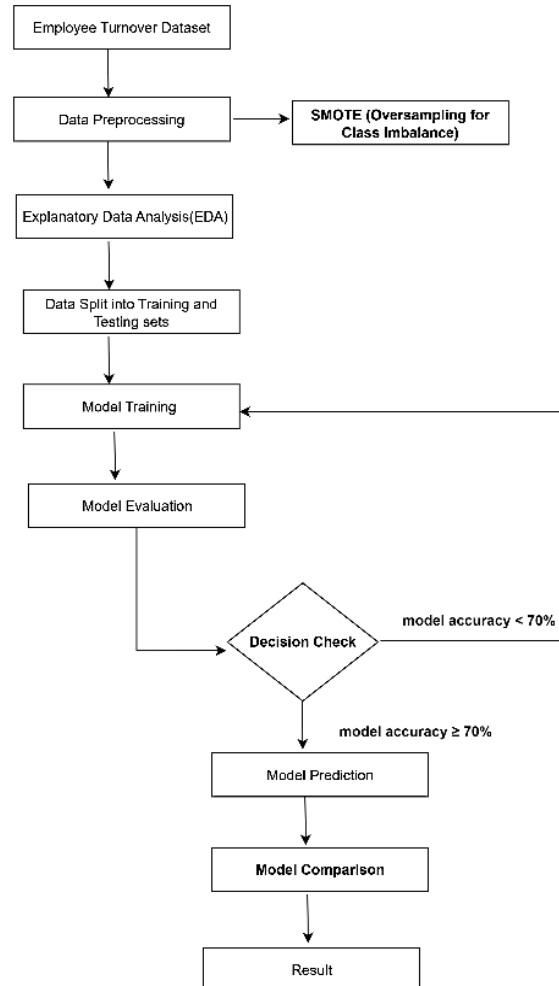 Employee Turnover Dataset
Data Preprocessing
SMOTE (Oversampling for
Class Imbalance)
Explanatory Data Analysis(EDA)
Data Split into Training and
Testing sets
Model Training
Model Evaluation
Decision Check
model accuracy < 70%
model accuracy ≥ 70%
Model Prediction
Model Comparison
Result